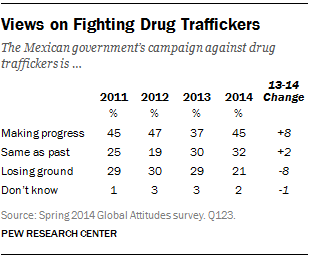 Views on Fighting Drug Traffickers
The Mexican government's campaign against drug
traffickers is ...
13-14
2011 2012 2013 2014 Change
% % % %
Making progress 45 47 37 45 +8
Same as past 25 19 30 32 +2
Losing ground 29 30 29 21 -8
Don't know 1 3 3 2 -1
Source: Spring 2014 Global Attitudes survey. Q123.
PEW RESEARCH CENTER